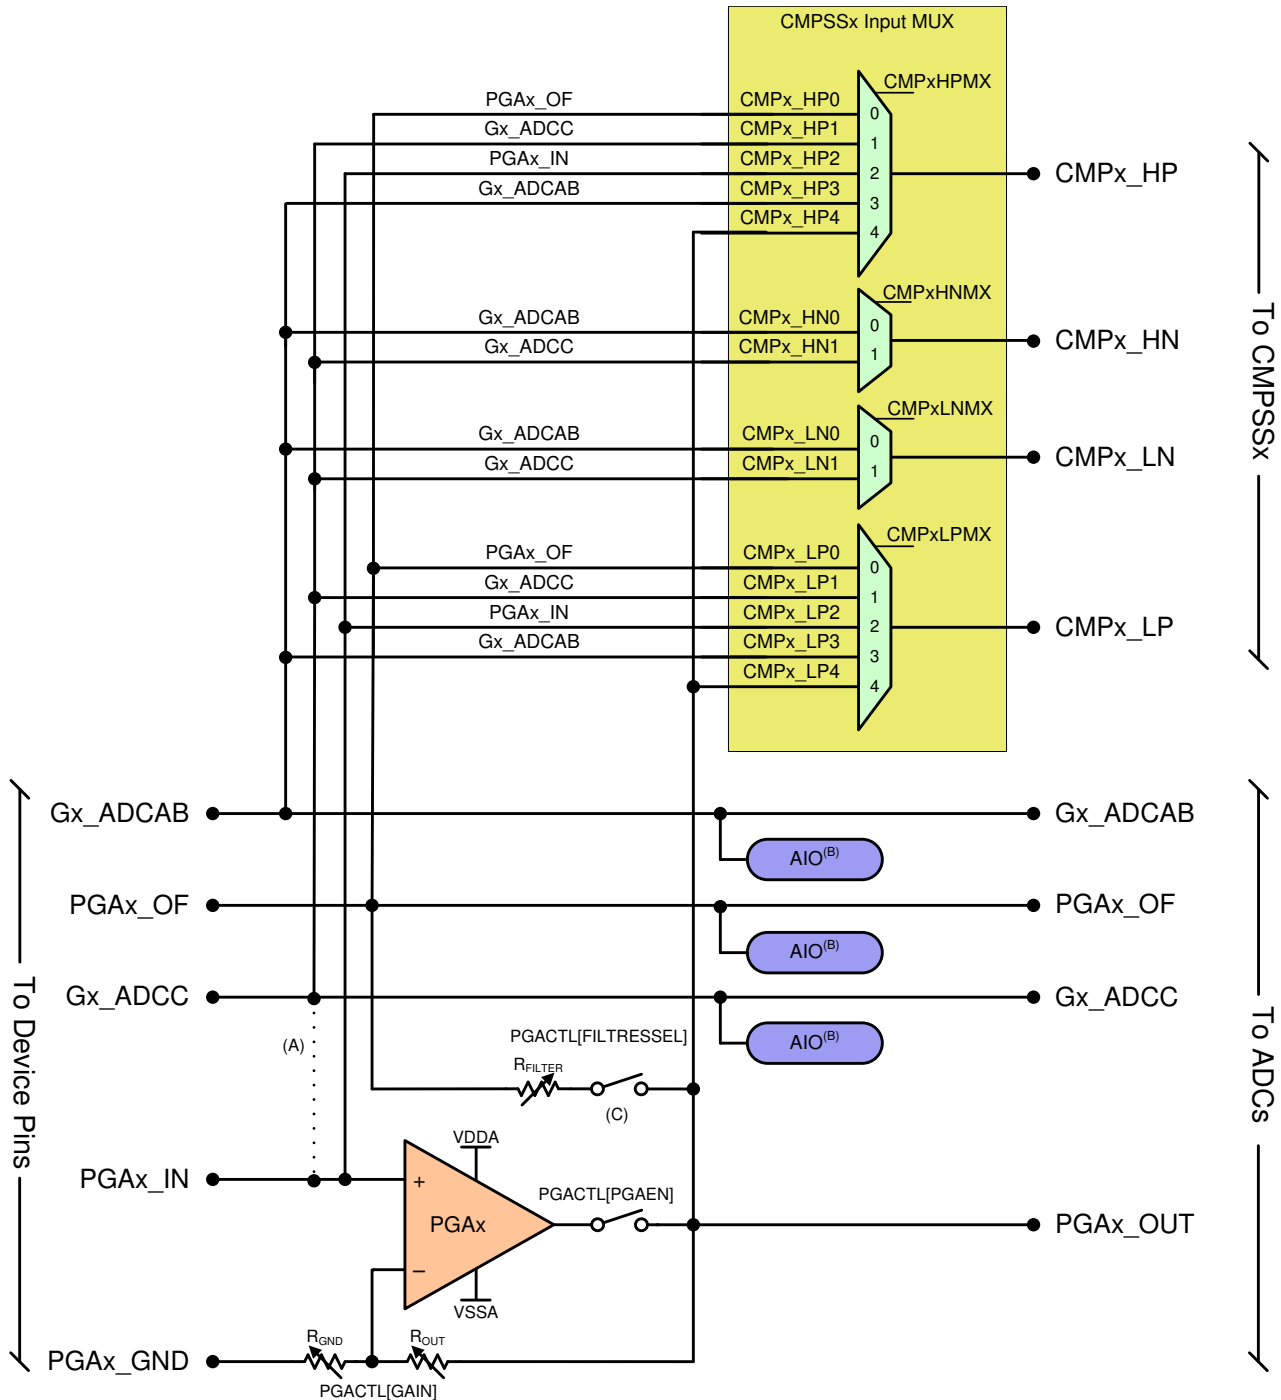 CMPSSx Input MUX
CMPxHPMX
PGAx_OF CMPx_HP0 0
Gx_ADCC CMPx_HP1 1
PGAx_IN CMPx_HP2 2 CMPx_HP
Gx_ADCAB CMPx_HP3 3
CMPx_HP4 4
CMPxHNMX
Gx_ADCAB CMPx_HN0 0
Gx_ADCC CMPx_HN1 1 CMPx_HN
CMPxLNMX
Gx_ADCAB CMPx_LN0 0
Gx_ADCC CMPx_LN1 1 CMPx_LN
CMPxLPMX
PGAx_OF CMPx_LP0 0
Gx_ADCC CMPx_LP1 1
PGAx_IN CMPx_LP2 2 CMPx_LP
Gx_ADCAB CMPx_LP3 3
CMPx_LP4 4
To CMPSSx
Gx_ADCAB Gx_ADCAB
AIO(B)
PGAx_OF PGAx_OF
AIO(B)
Gx_ADCC Gx_ADCC
AIO(B)
(A)
PGACTL[FILTRESSEL]
RFILTER
(C)
VDDA
PGAx_IN + PGACTL[PGAEN]
PGAx PGAx_OUT
–
VSSA
RGND ROUT
PGAx_GND
PGACTL[GAIN]
To Device Pins
To ADCs